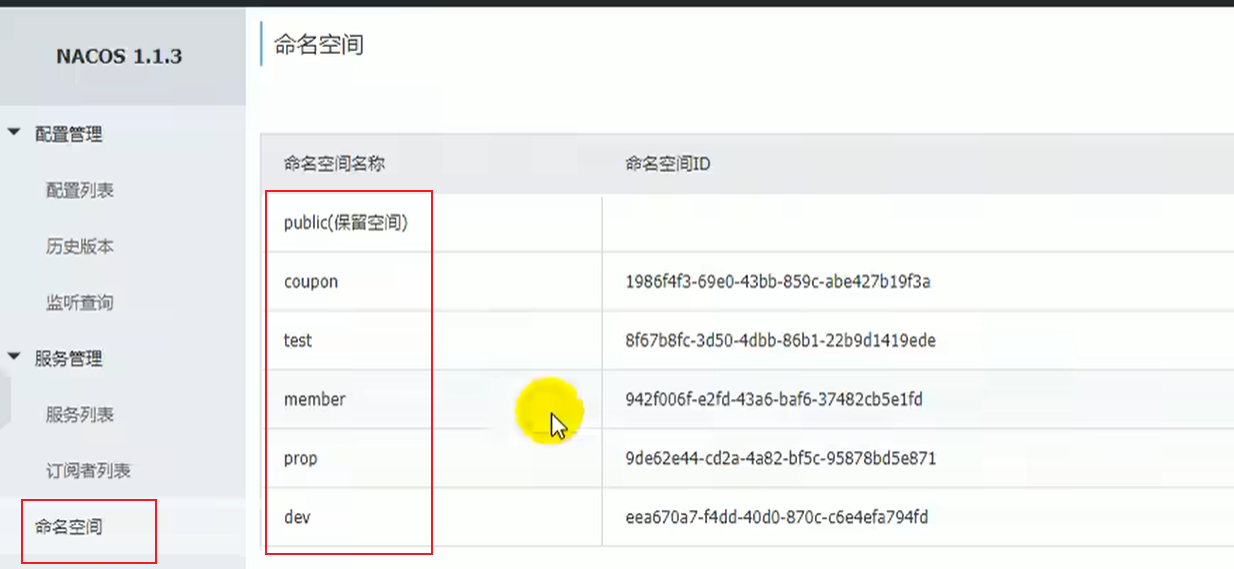 NACOS 1.1.3
配置管理
配置列表
历史版本
监听查询
服务管理
服务列表
订阅者列表
命名空间
命名空间
命名空间名称 命名空间ID
public(保留空间)
coupon 1986f4f3-69e0-43bb-859c-abe427b19f3a
test 8f67b8fc-3d50-4dbb-86b1-22b9d1419ede
member 942f006f-e2fd-43a6-baf6-37482cb5e1fd
prop 9de62e44-cd2a-4a82-bf5c-95878bd5e871
dev eea670a7-f4dd-40d0-870c-c6e4efa794fd